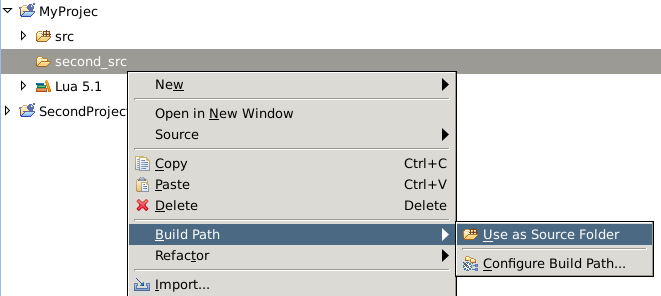 MyProjec
src
second_src
Lua 5.1
SecondProject
New
Open in New Window
Source
Copy Ctrl+C
Paste Ctrl+V
Delete Delete
Build Path
Refactor
Import...
Use as Source Folder
Configure Build Path...